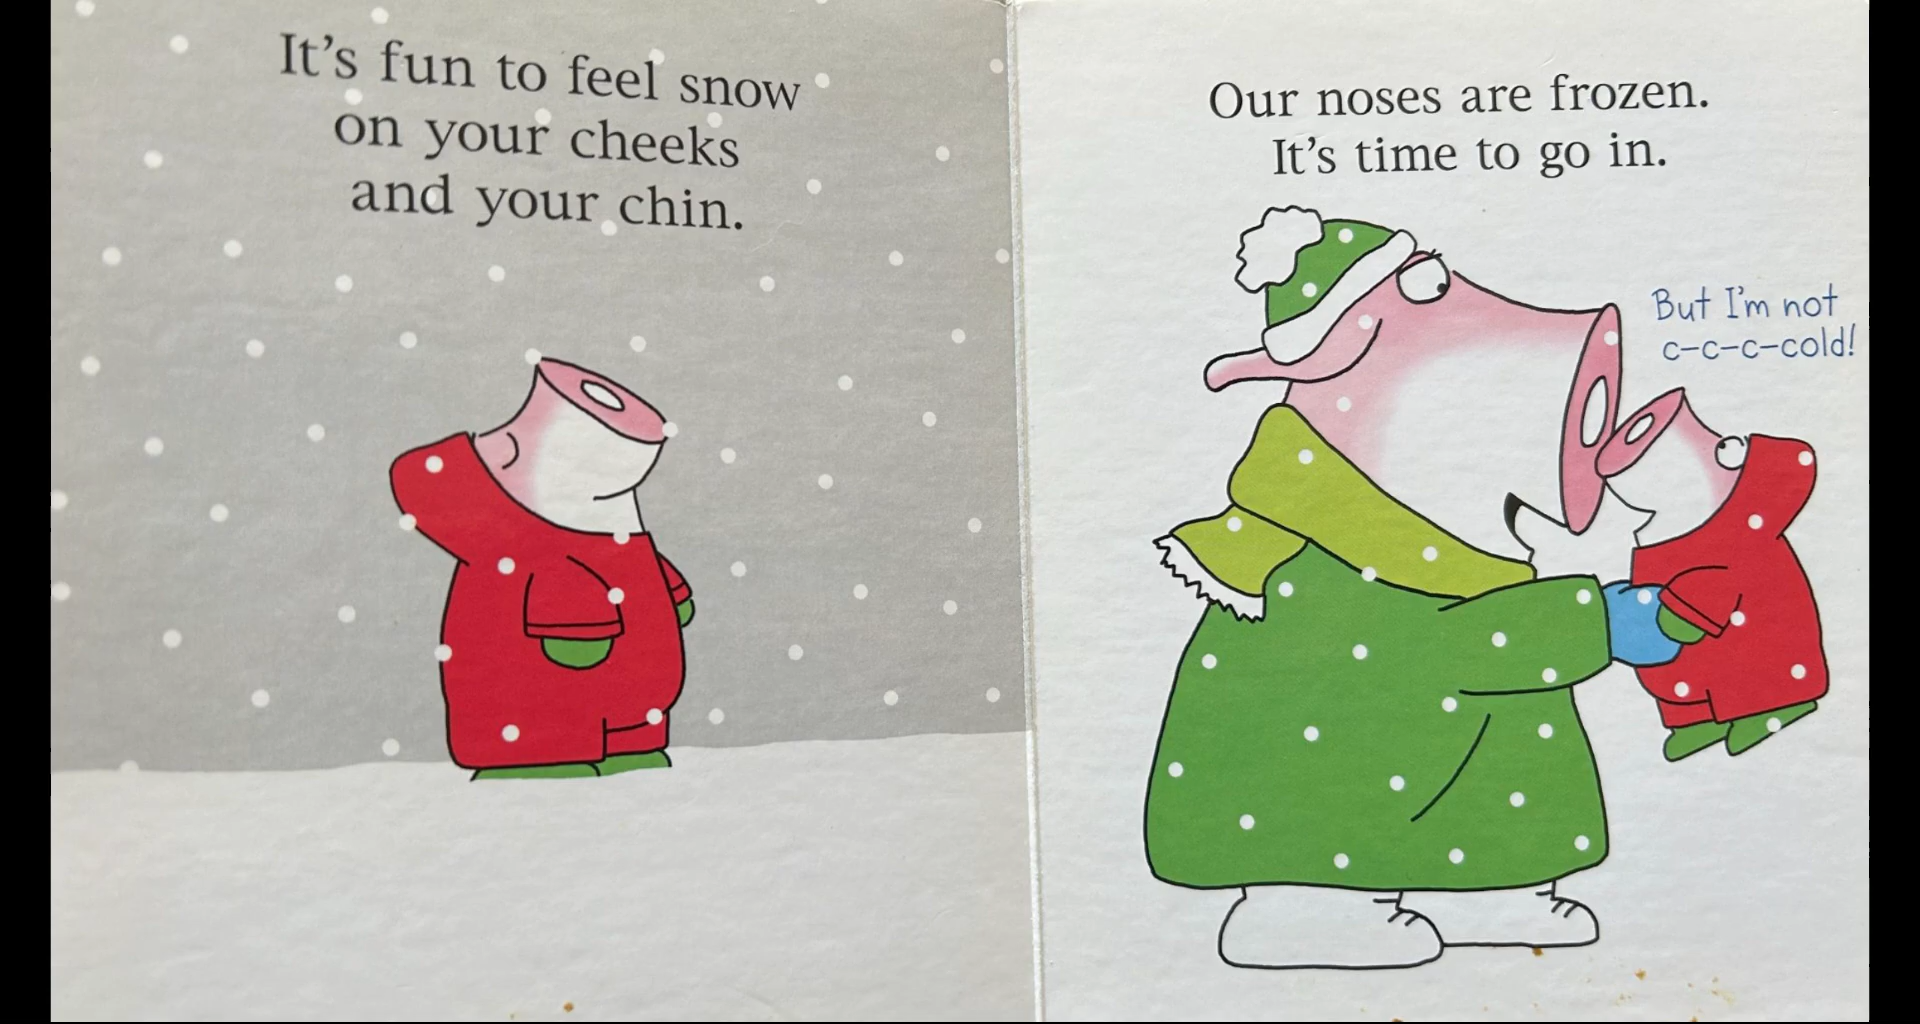 It's fun to feel snow
on your cheeks
and your chin.
Our noses are frozen.
It's time to go in.
But I'm not
c-c-c-cold!